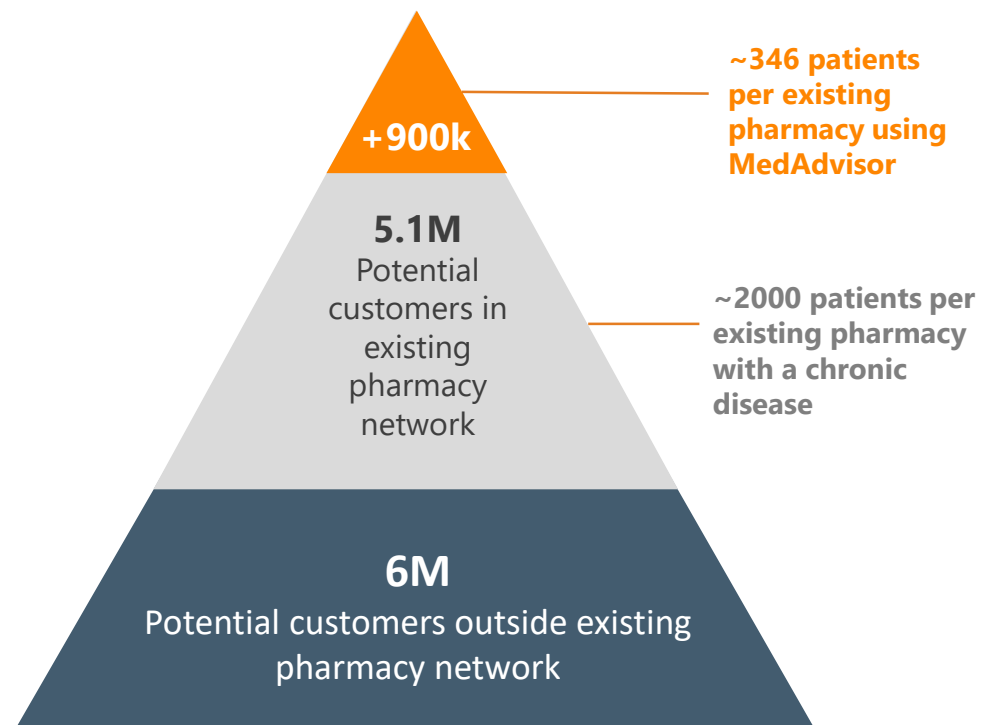 ~346 patients
per existing
pharmacy using
MedAdvisor
+900k
5.1M
Potential
customers in
existing
pharmacy
network
~2000 patients per
existing pharmacy
with a chronic
disease
6M
Potential customers outside existing
pharmacy network